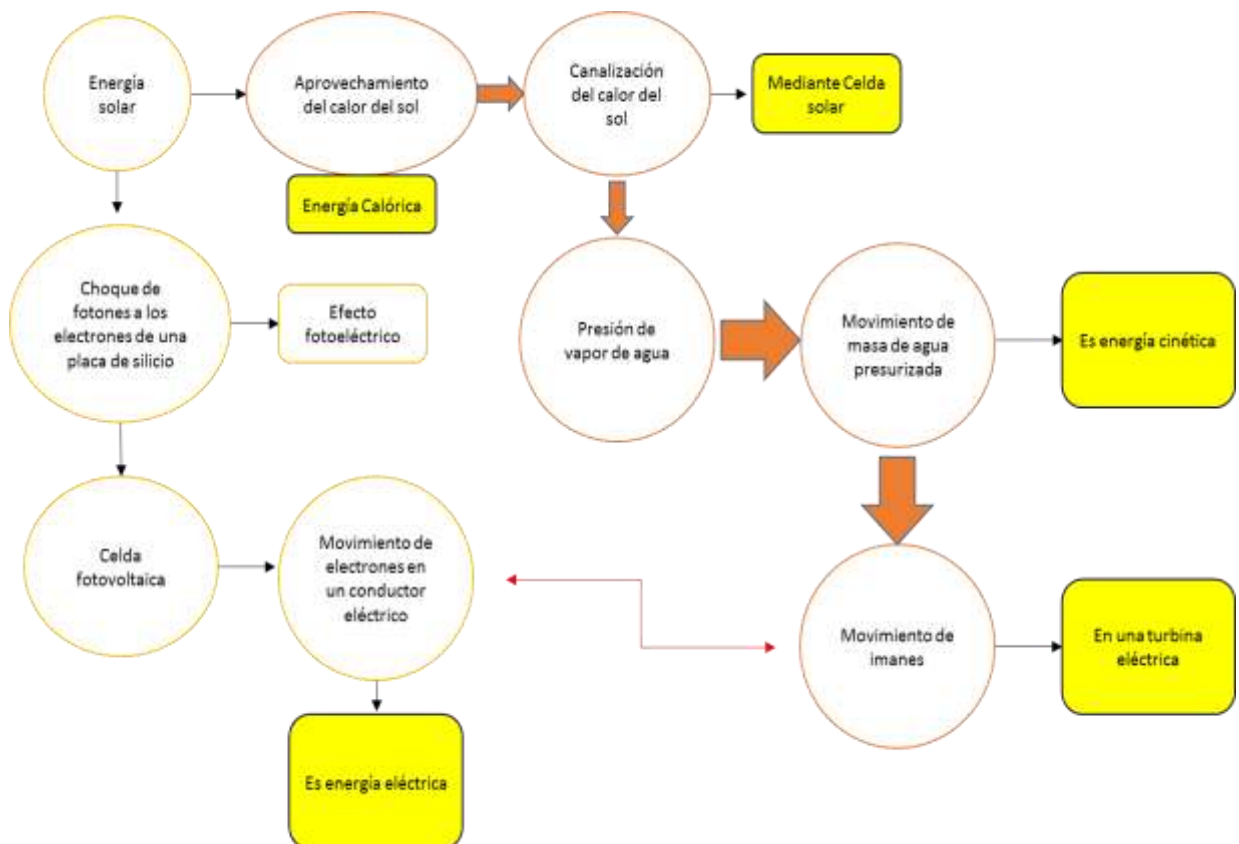 Energía
solar
Aprovechamiento
del calor del sol
Canalización
del calor del
sol
Mediante Celda
solar
Energía Calórica
Choque de
fotones a los
electrones de una
placa de silicio
Efecto
fotoeléctrico
Presión de
vapor de agua
Movimiento de
masa de agua
presurizada
Es energía cinética
Celda
fotovoltaica
Movimiento de
electrones en
un conductor
eléctrico
Movimiento de
imanes
En una turbina
eléctrica
Es energía eléctrica